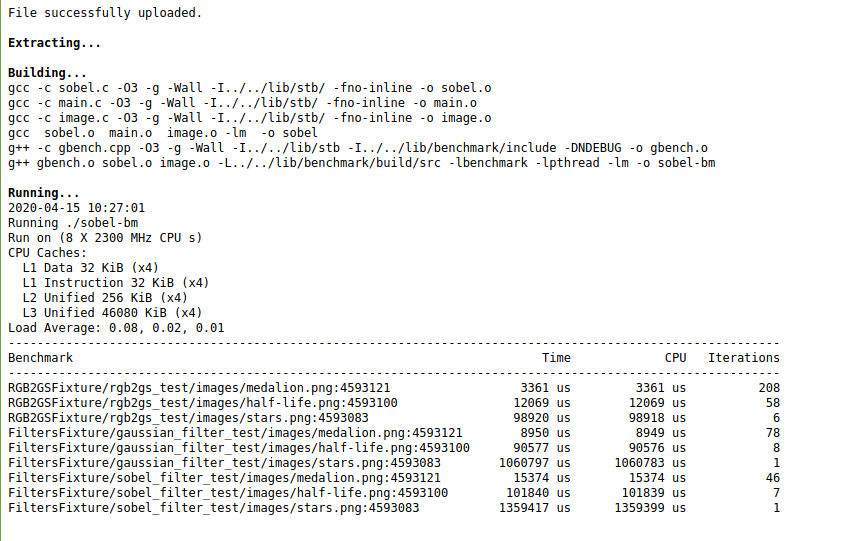 File successfully uploaded.
Extracting...
Building...
gcc -c sobel.c -O3 -g -Wall -I../../lib/stb/ -fno-inline -o sobel.o
gcc -c main.c -O3 -g -Wall -I../../lib/stb/ -fno-inline -o main.o
gcc -c image.c -O3 -g -Wall -I../../lib/stb/ -fno-inline -o image.o
gcc  sobel.o  main.o  image.o -lm  -o sobel
g++ -c gbench.cpp -O3 -g -Wall -I../../lib/stb -I../../lib/benchmark/include -DNDEBUG -o gbench.o
g++ gbench.o sobel.o image.o -L../../lib/benchmark/build/src -lbenchmark -lpthread -lm -o sobel-bm
Running...
2020-04-15 10:27:01
Running ./sobel-bm
Run on (8 X 2300 MHz CPU s)
CPU Caches:
  L1 Data 32 KiB (x4)
  L1 Instruction 32 KiB (x4)
  L2 Unified 256 KiB (x4)
  L3 Unified 46080 KiB (x4)
Load Average: 0.08, 0.02, 0.01
-----------------------------------------------------------------------------------------------------------
Benchmark                                                                 Time             CPU   Iterations
-----------------------------------------------------------------------------------------------------------
RGB2GSFixture/rgb2gs_test/images/medalion.png:4593121                  3361 us         3361 us          208
RGB2GSFixture/rgb2gs_test/images/half-life.png:4593100                12069 us        12069 us           58
RGB2GSFixture/rgb2gs_test/images/stars.png:4593083                    98920 us        98918 us            6
FiltersFixture/gaussian_filter_test/images/medalion.png:4593121        8950 us         8949 us           78
FiltersFixture/gaussian_filter_test/images/half-life.png:4593100      90577 us        90576 us            8
FiltersFixture/gaussian_filter_test/images/stars.png:4593083        1060797 us      1060783 us            1
FiltersFixture/sobel_filter_test/images/medalion.png:4593121          15374 us        15374 us           46
FiltersFixture/sobel_filter_test/images/half-life.png:4593100        101840 us       101839 us            7
FiltersFixture/sobel_filter_test/images/stars.png:4593083           1359417 us      1359399 us            1